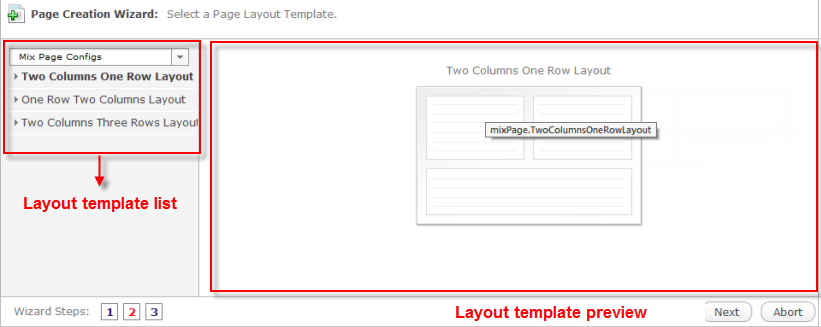 Page Creation Wizard: Select a Page Layout Template.
Mix Page Configs
Two Columns One Row Layout
One Row Two Columns Layout
Two Columns Three Rows Layout
Layout template list
Two Columns One Row Layout
mixPage.TwoColumnsOneRowLayout
Wizard Steps: 1 2 3
Layout template preview
Next Abort